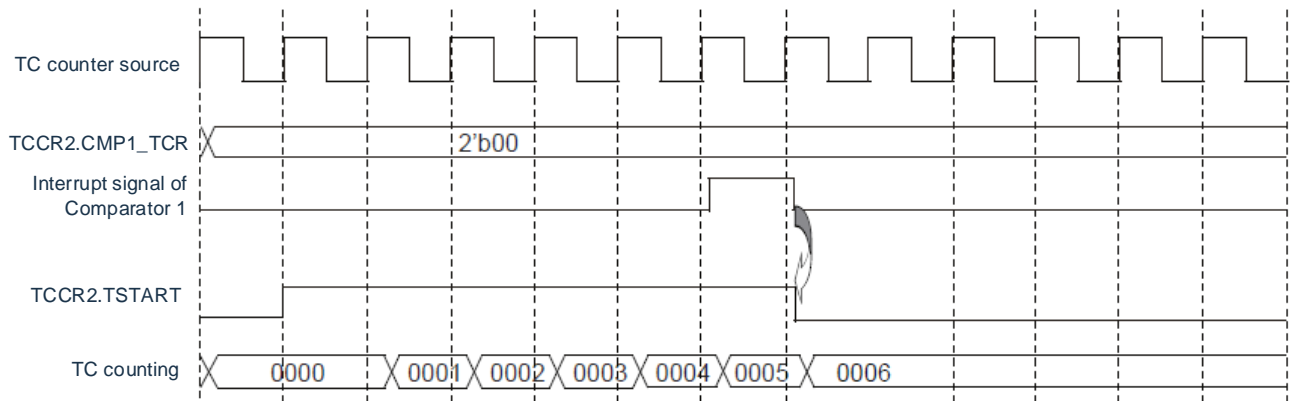 TC counter source
TCCR2.CMP1_TCR
2'b00
Interrupt signal of
Comparator 1
TCCR2.TSTART
TC counting
0000 0001 0002 0003 0004 0005 0006